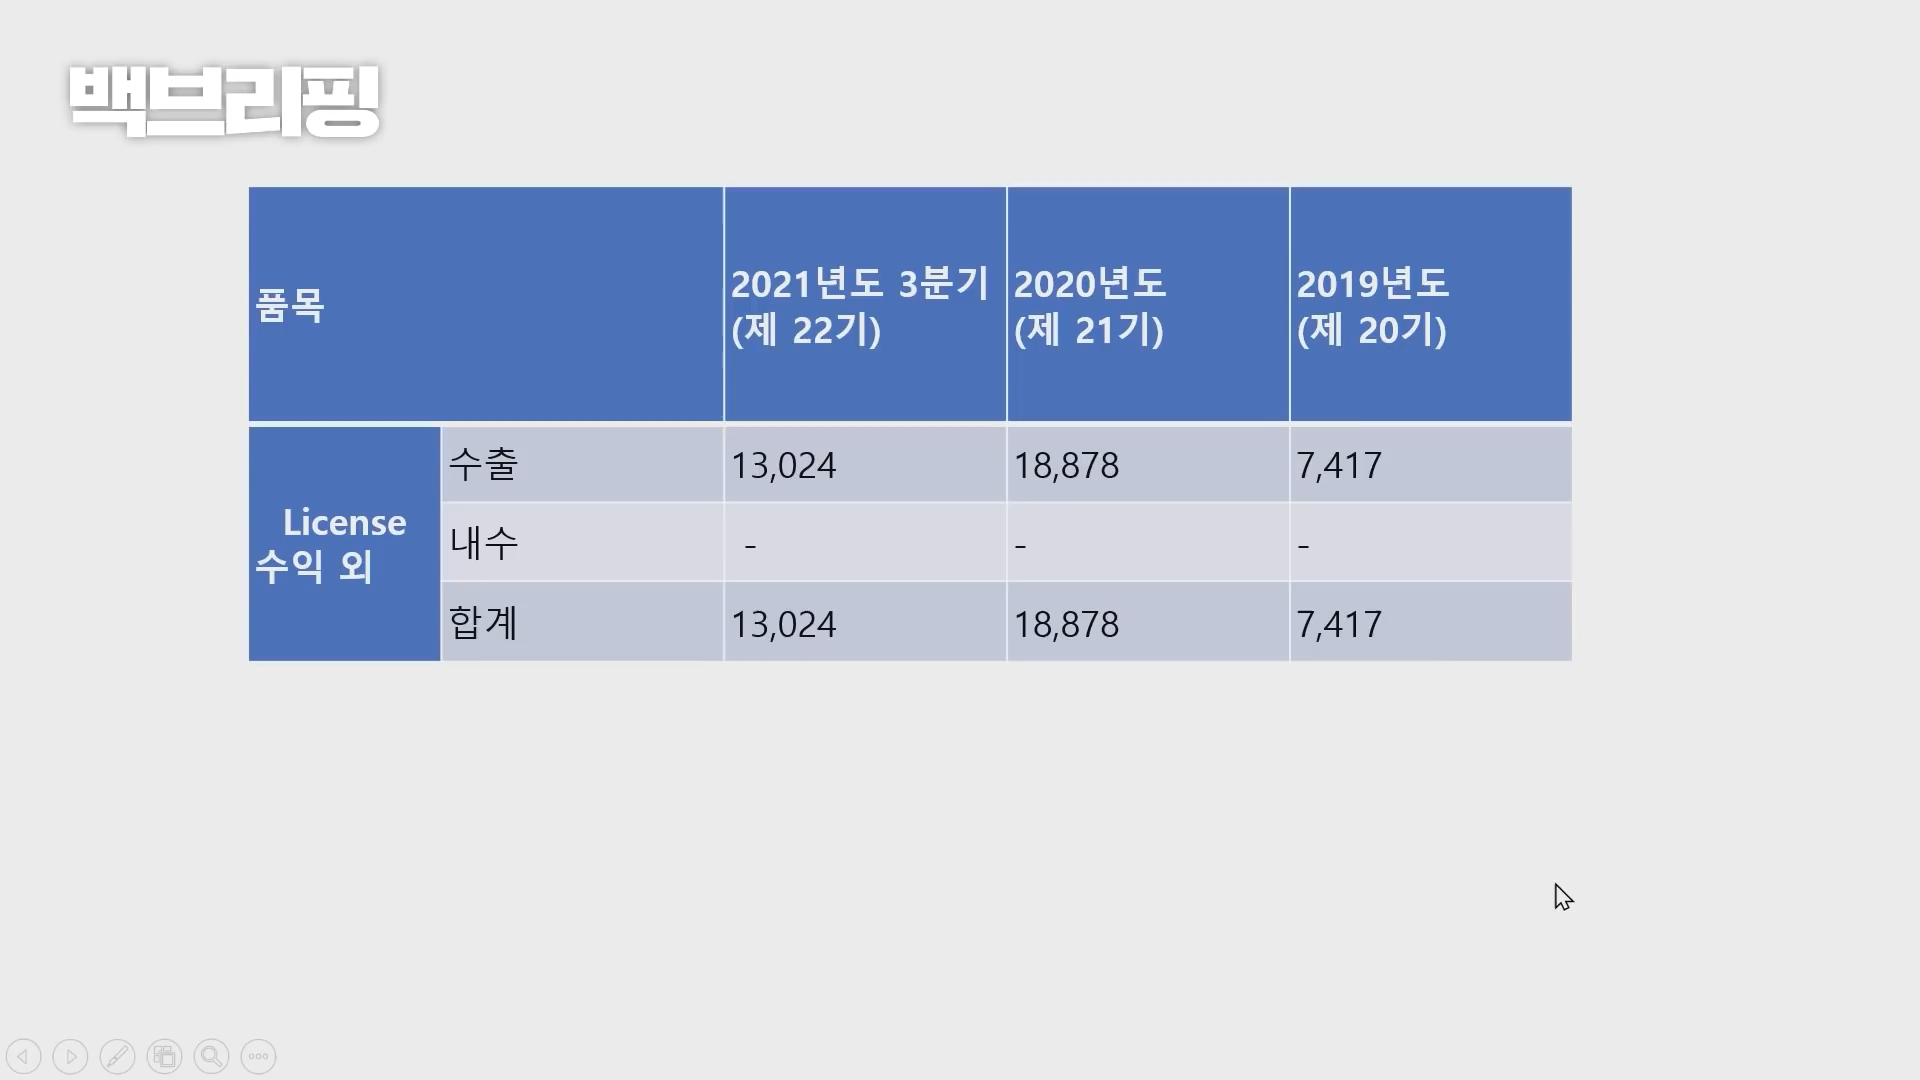 백브리핑
품목
2021년도 3분기
(제 22기)
2020년도
(제 21기)
2019년도
(제 20기)
License
수익 외
수출
13,024
18,878
7,417
내수
-
-
-
합계
13,024
18,878
7,417